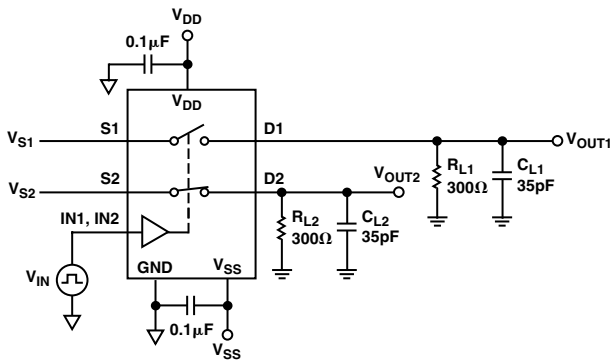 VDD
0.1μF
VDD
VS1
S1
D1
VOUT1
RL1
300Ω
CL1
35pF
VS2
S2
D2
VOUT2
RL2
300Ω
CL2
35pF
IN1, IN2
VIN
GND
VSS
0.1μF
VSS